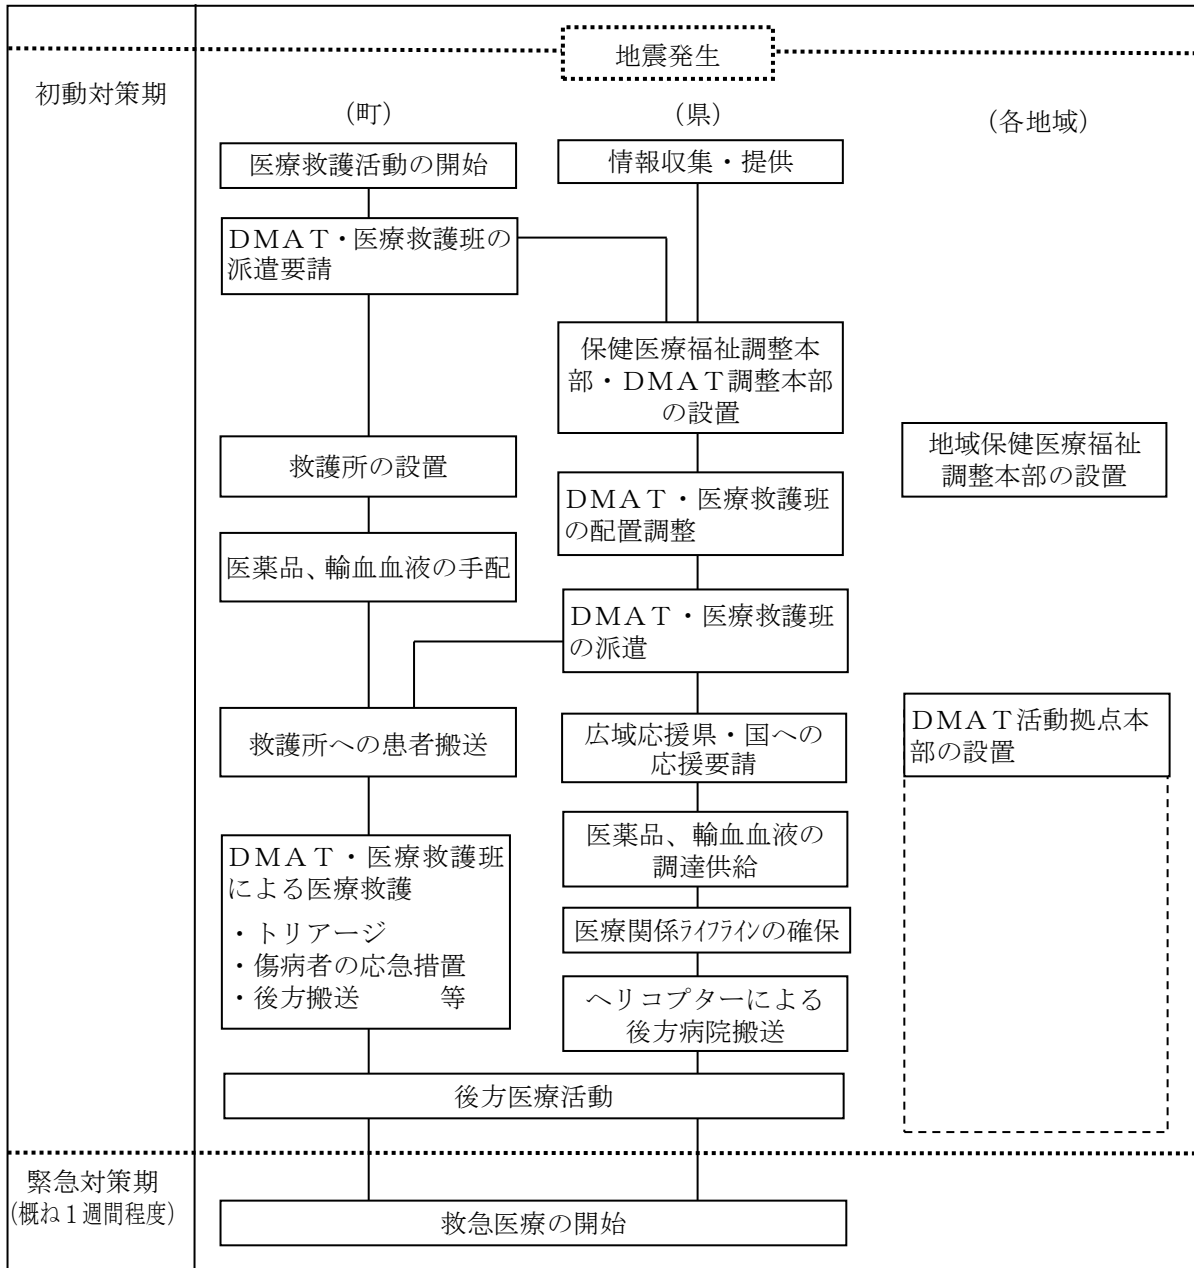 地震発生
初動対策期
（町）
（県）
（各地域）
医療救護活動の開始
情報収集・提供
ＤＭＡＴ・医療救護班の
派遣要請
保健医療福祉調整本
部・ＤＭＡＴ調整本部
の設置
救護所の設置
地域保健医療福祉
調整本部の設置
ＤＭＡＴ・医療救護班
の配置調整
医薬品、輸血血液の手配
ＤＭＡＴ・医療救護班
の派遣
救護所への患者搬送
広域応援県・国への
応援要請
ＤＭＡＴ活動拠点本
部の設置
医薬品、輸血血液の
調達供給
ＤＭＡＴ・医療救護班
による医療救護
・トリアージ
・傷病者の応急措置
・後方搬送　　　等
医療関係ﾗｲﾌﾗｲﾝの確保
ヘリコプターによる
後方病院搬送
後方医療活動
緊急対策期
(概ね１週間程度)
救急医療の開始